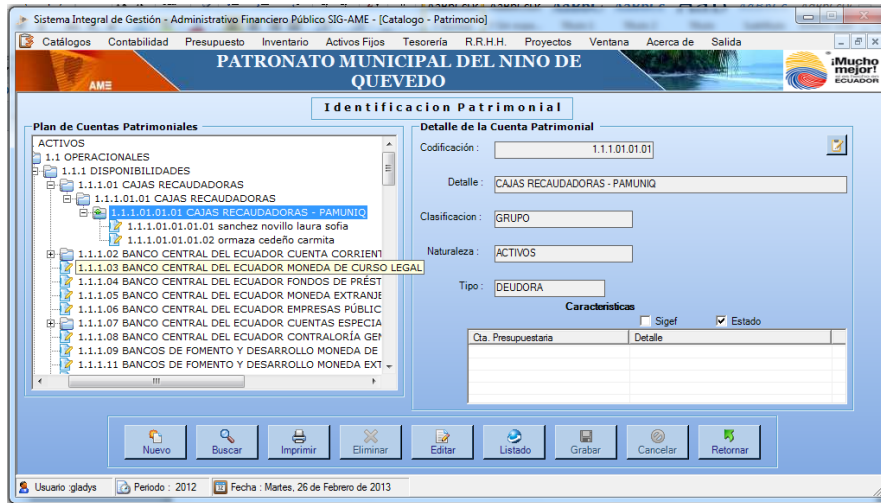 Sistema Integral de Gestión - Administrativo Financiero Público SIG-AME - [Catalogo - Patrimonio]
Catálogos Contabilidad Presupuesto Inventario Activos Fijos Tesorería R.R.H.H. Proyectos Ventana Acerca de Salida
AME
PATRONATO MUNICIPAL DEL NINO DE
QUEVEDO
¡Mucho
mejor!
ECUADOR
Identificacion Patrimonial
Plan de Cuentas Patrimoniales
ACTIVOS
1.1 OPERACIONALES
1.1.1 DISPONIBILIDADES
1.1.1.01 CAJAS RECAUDADORAS
1.1.1.01.01 CAJAS RECAUDADORAS
1.1.1.01.01.01 CAJAS RECAUDADORAS - PAMUNIQ
1.1.1.01.01.01.01 sanchez novillo laura sofia
1.1.1.01.01.01.02 ormaza cedeño carmita
1.1.1.02 BANCO CENTRAL DEL ECUADOR CUENTA CORRIENT
1.1.1.03 BANCO CENTRAL DEL ECUADOR MONEDA DE CURSO LEGAL
1.1.1.04 BANCO CENTRAL DEL ECUADOR FONDOS DE PRÉST
1.1.1.05 BANCO CENTRAL DEL ECUADOR MONEDA EXTRANJE
1.1.1.06 BANCO CENTRAL DEL ECUADOR EMPRESAS PÚBLIC
1.1.1.07 BANCO CENTRAL DEL ECUADOR CUENTAS ESPECIA
1.1.1.08 BANCO CENTRAL DEL ECUADOR CONTRALORÍA GEN
1.1.1.09 BANCOS DE FOMENTO Y DESARROLLO MONEDA DE
1.1.1.11 BANCOS DE FOMENTO Y DESARROLLO MONEDA EXT
Detalle de la Cuenta Patrimonial
Codificación : 1.1.1.01.01.01
Detalle : CAJAS RECAUDADORAS - PAMUNIQ
Clasificacion : GRUPO
Naturaleza : ACTIVOS
Tipo : DEUDORA
Caracteristicas
Sigef Estado
Cta. Presupuestaria Detalle
Nuevo Buscar Imprimir Eliminar Editar Listado Grabar Cancelar Retornar
Usuario :gladys Periodo : 2012 Fecha : Martes, 26 de Febrero de 2013